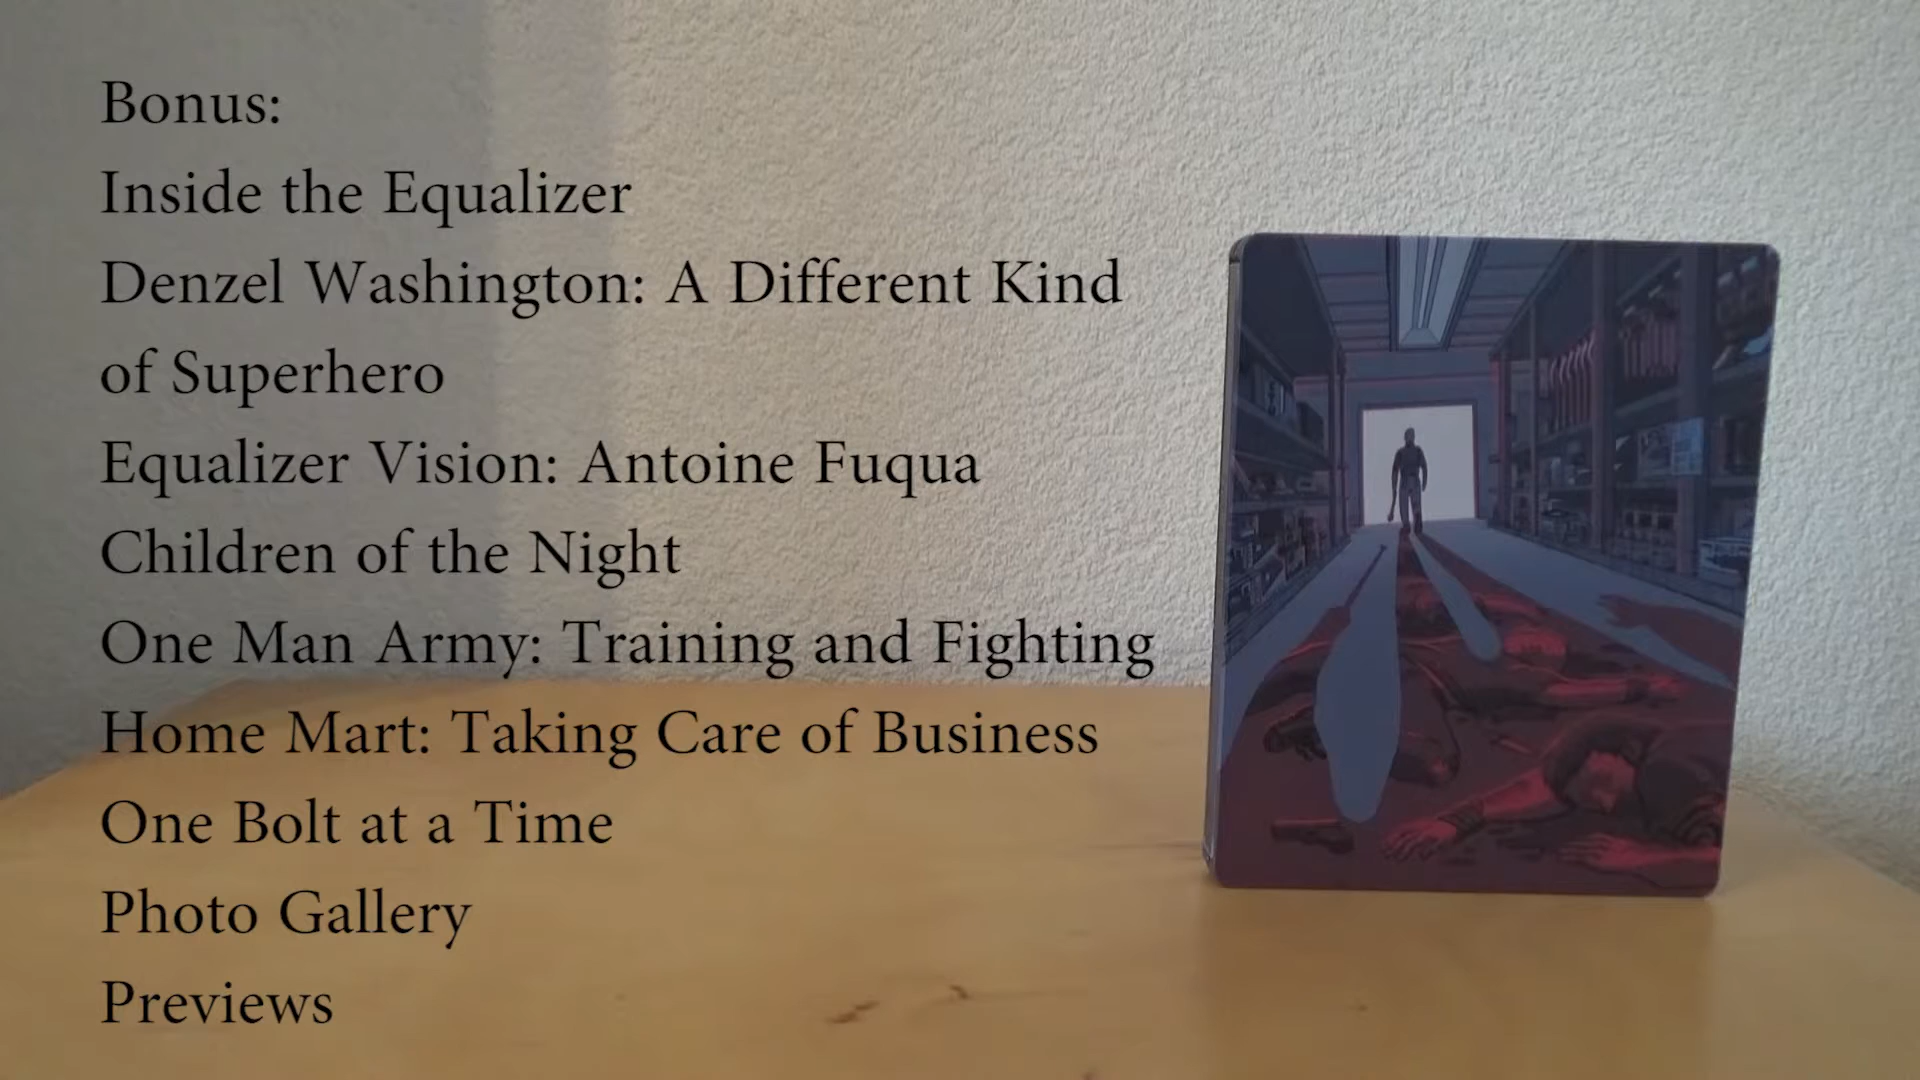 Bonus:
Inside the Equalizer
Denzel Washington: A Different Kind
of Superhero
Equalizer Vision: Antoine Fuqua
Children of the Night
One Man Army: Training and Fighting
Home Mart: Taking Care of Business
One Bolt at a Time
Photo Gallery
Previews